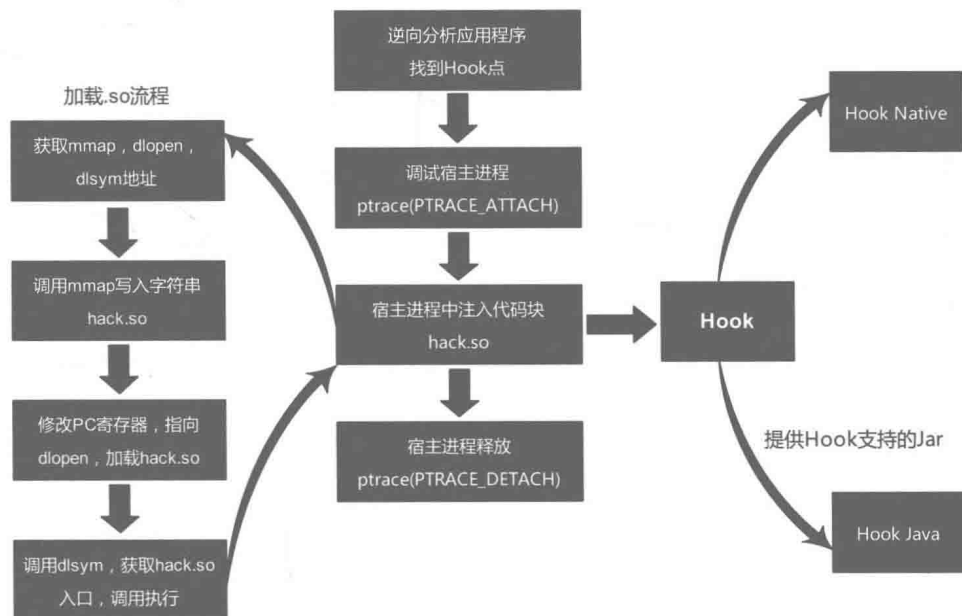 逆向分析应用程序
找到Hook点
加载.so流程
获取mmap，dlopen，
dlsym地址
调用mmap写入字符串
hack.so
修改PC寄存器，指向
dlopen，加载hack.so
调用dlsym，获取hack.so
入口，调用执行
调试宿主进程
ptrace(PTRACE_ATTACH)
宿主进程中注入代码块
hack.so
宿主进程释放
ptrace(PTRACE_DETACH)
Hook
Hook Native
提供Hook支持的Jar
Hook Java